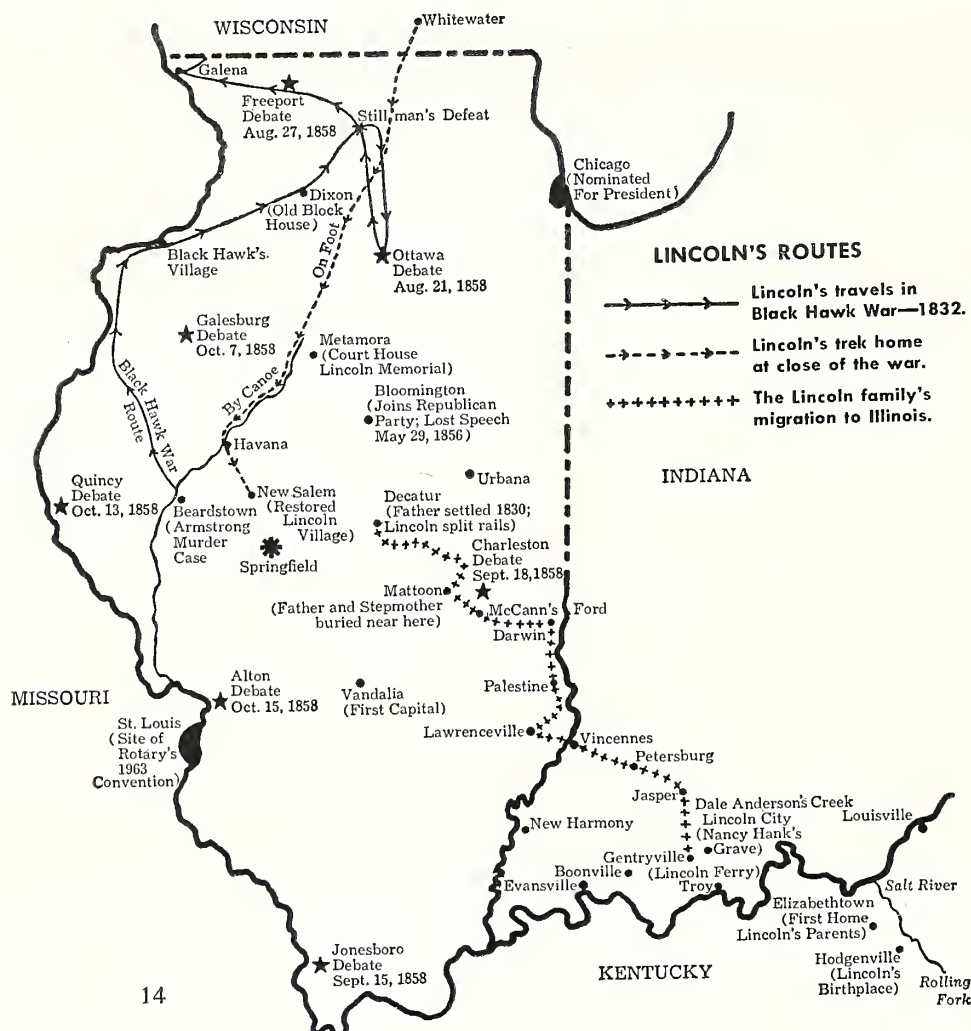 WISCONSIN
Whitewater
Galena
Freeport
Debate
Aug. 27, 1858
Stillman's Defeat
Chicago
(Nominated
For President)
Dixon
(Old Block
House)
On Foot
Black Hawk's
Village
Ottawa
Debate
Aug. 21, 1858
LINCOLN'S ROUTES
Lincoln's travels in
Black Hawk War—1832.
Lincoln's trek home
at close of the war.
The Lincoln family's
migration to Illinois.
Galesburg
Debate
Oct. 7, 1858
Metamora
(Court House
Lincoln Memorial)
By Canoe
Black Hawk War
Route
Bloomington
(Joins Republican
Party; Lost Speech
May 29, 1856)
Havana
Urbana
INDIANA
Quincy
Debate
Oct. 13, 1858
Beardstown
(Armstrong
Murder
Case
New Salem
(Restored
Lincoln
Village)
Springfield
Decatur
(Father settled 1830;
Lincoln split rails)
Charleston
Debate
Sept. 18,1858
Mattoon
(Father and Stepmother
buried near here)
McCann's Ford
Darwin
Palestine
MISSOURI
Alton
Debate
Oct. 15, 1858
Vandalia
(First Capital)
Lawrenceville
Vincennes
St. Louis
(Site of
Rotary's
1963
Convention)
Petersburg
Jasper
Dale Anderson's Creek
Lincoln City
(Nancy Hank's
Grave)
Louisville
New Harmony
Gentryville
(Lincoln Ferry)
Boonville
Evansville
Troy
Salt River
Elizabethtown
(First Home
Lincoln's Parents)
Hodgenville
(Lincoln's
Birthplace)
Rolling
Fork
Jonesboro
Debate
Sept. 15, 1858
KENTUCKY
14